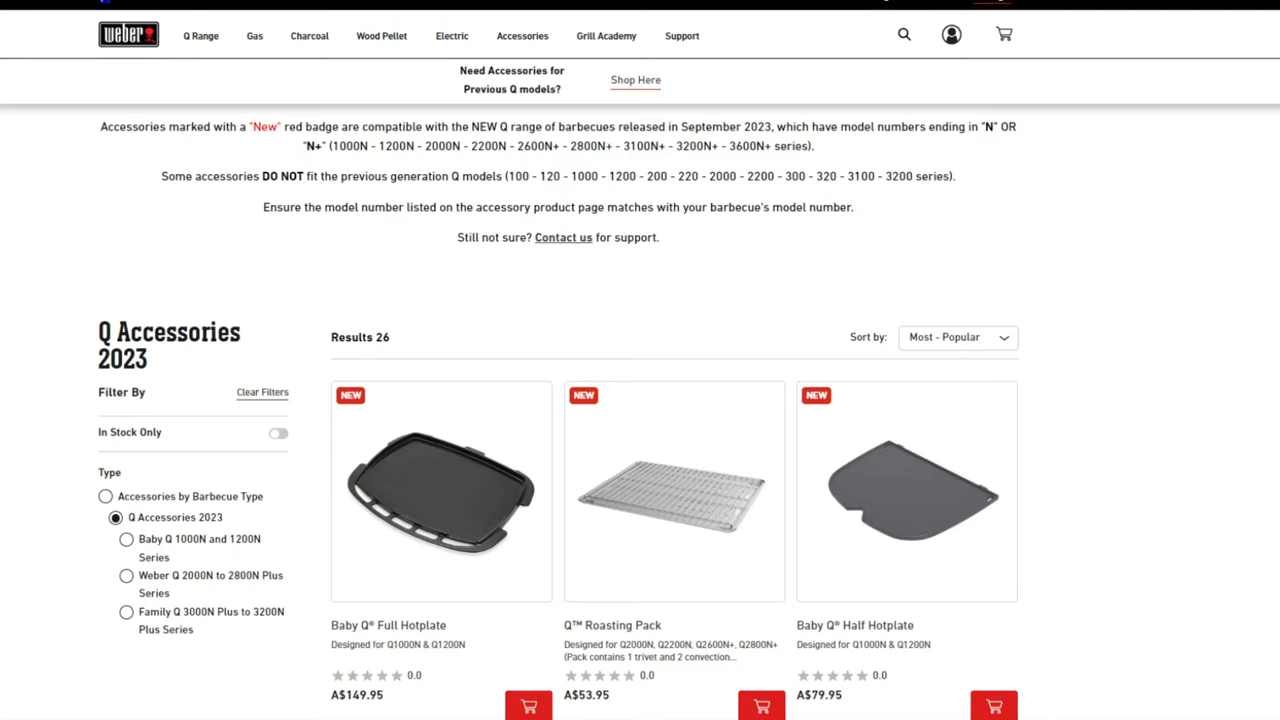 weber
Q Range
Gas
Charcoal
Wood Pellet
Electric
Accessories
Grill Academy
Support
Need Accessories for
Previous Q models?
Shop Here
Accessories marked with a "New" red badge are compatible with the NEW Q range of barbecues released in September 2023, which have model numbers ending in "N" OR
"N+" (1000N - 1200N - 2000N - 2200N - 2600N+ - 2800N+ - 3100N+ - 3200N+ - 3600N+ series).
Some accessories DO NOT fit the previous generation Q models (100 - 120 - 1000 - 1200 - 200 - 220 - 2000 - 2200 - 300 - 320 - 3100 - 3200 series).
Ensure the model number listed on the accessory product page matches with your barbecue's model number.
Still not sure? Contact us for support.
Q Accessories
2023
Filter By
Clear Filters
In Stock Only
Type
Accessories by Barbecue Type
Q Accessories 2023
Baby Q 1000N and 1200N
Series
Weber Q 2000N to 2800N Plus
Series
Family Q 3000N Plus to 3200N
Plus Series
Results 26
Sort by:
Most - Popular
NEW
NEW
NEW
Baby Q® Full Hotplate
Designed for Q1000N & Q1200N
0.0
A$149.95
Q™ Roasting Pack
Designed for Q2000N, Q2200N, Q2600N+, Q2800N+
(Pack contains 1 trivet and 2 convection...
0.0
A$53.95
Baby Q® Half Hotplate
Designed for Q1000N & Q1200N
0.0
A$79.95